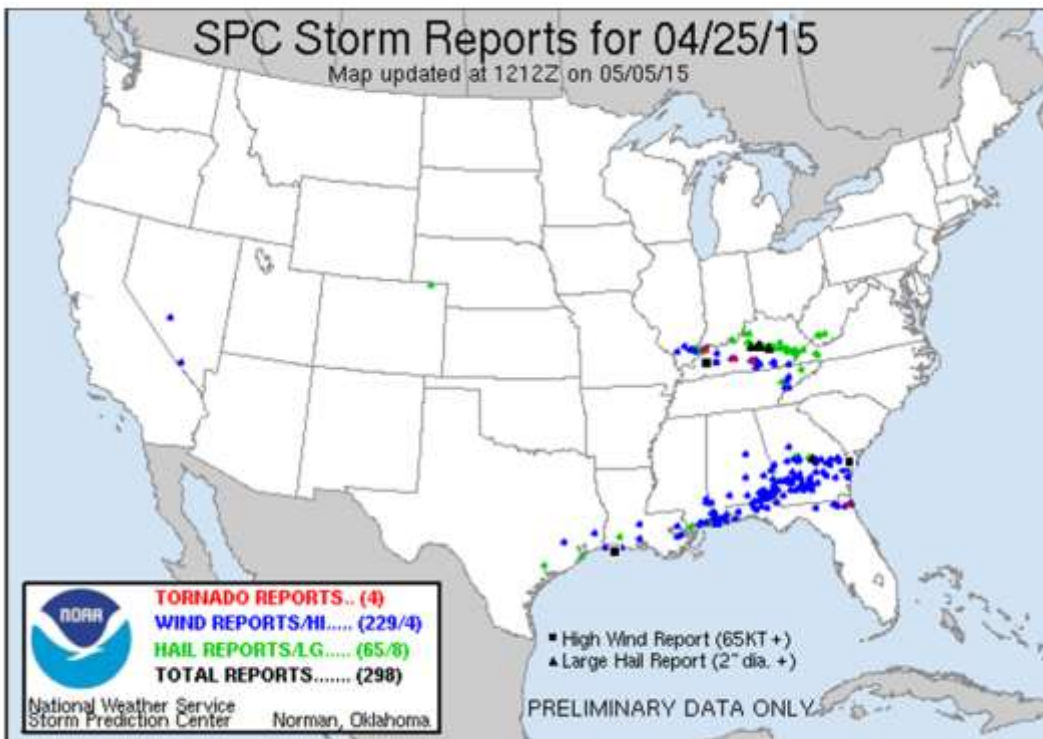 SPC Storm Reports for 04/25/15
Map updated at 1212Z on 05/05/15
NOAA
TORNADO REPORTS.. (4)
WIND REPORTS/HI..... (229/4)
HAIL REPORTS/LG..... (65/8)
TOTAL REPORTS....... (298)
National Weather Service
Storm Prediction Center Norman, Oklahoma
High Wind Report (65KT +)
Large Hail Report (2" dia. +)
PRELIMINARY DATA ONLY